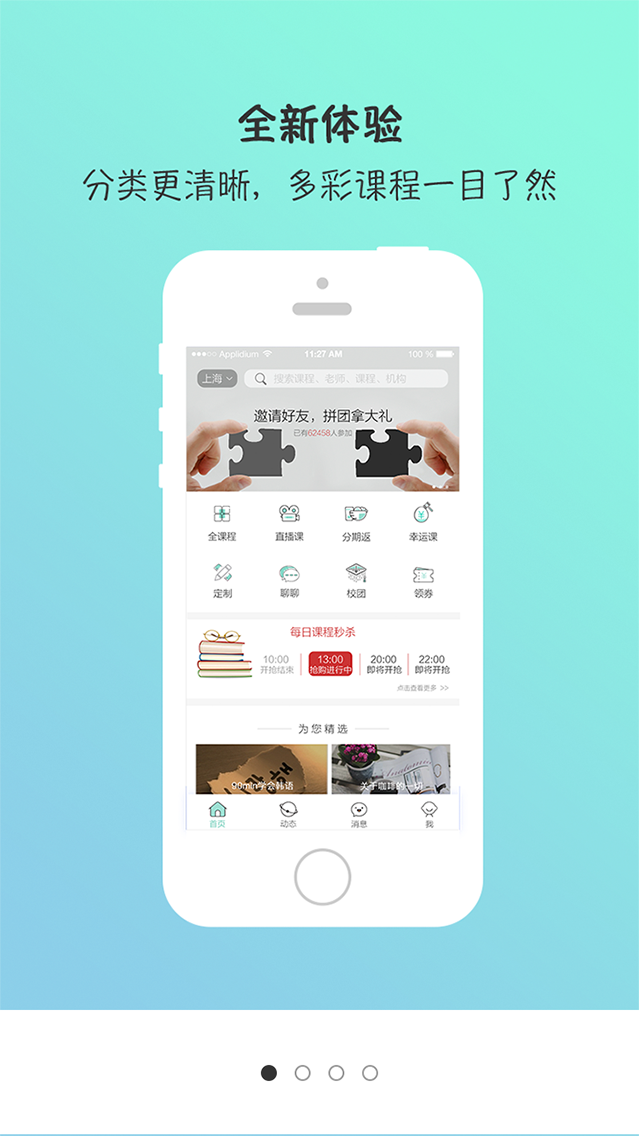 全新体验
分类更清晰，多彩课程一目了然
●●●○○ Applidium 11:27 AM 100 %
上海 搜索课程、老师、课程、机构
邀请好友，拼团拿大礼
已有62458人参加
全课程 直播课 分期返 幸运课
定制 聊聊 校团 领券
每日课程秒杀
10:00 13:00 20:00 22:00
开抢结束 抢购进行中 即将开抢 即将开抢
点击查看更多 >>
为您精选
90min学会韩语 关于咖啡的一切
首页 动态 消息 我